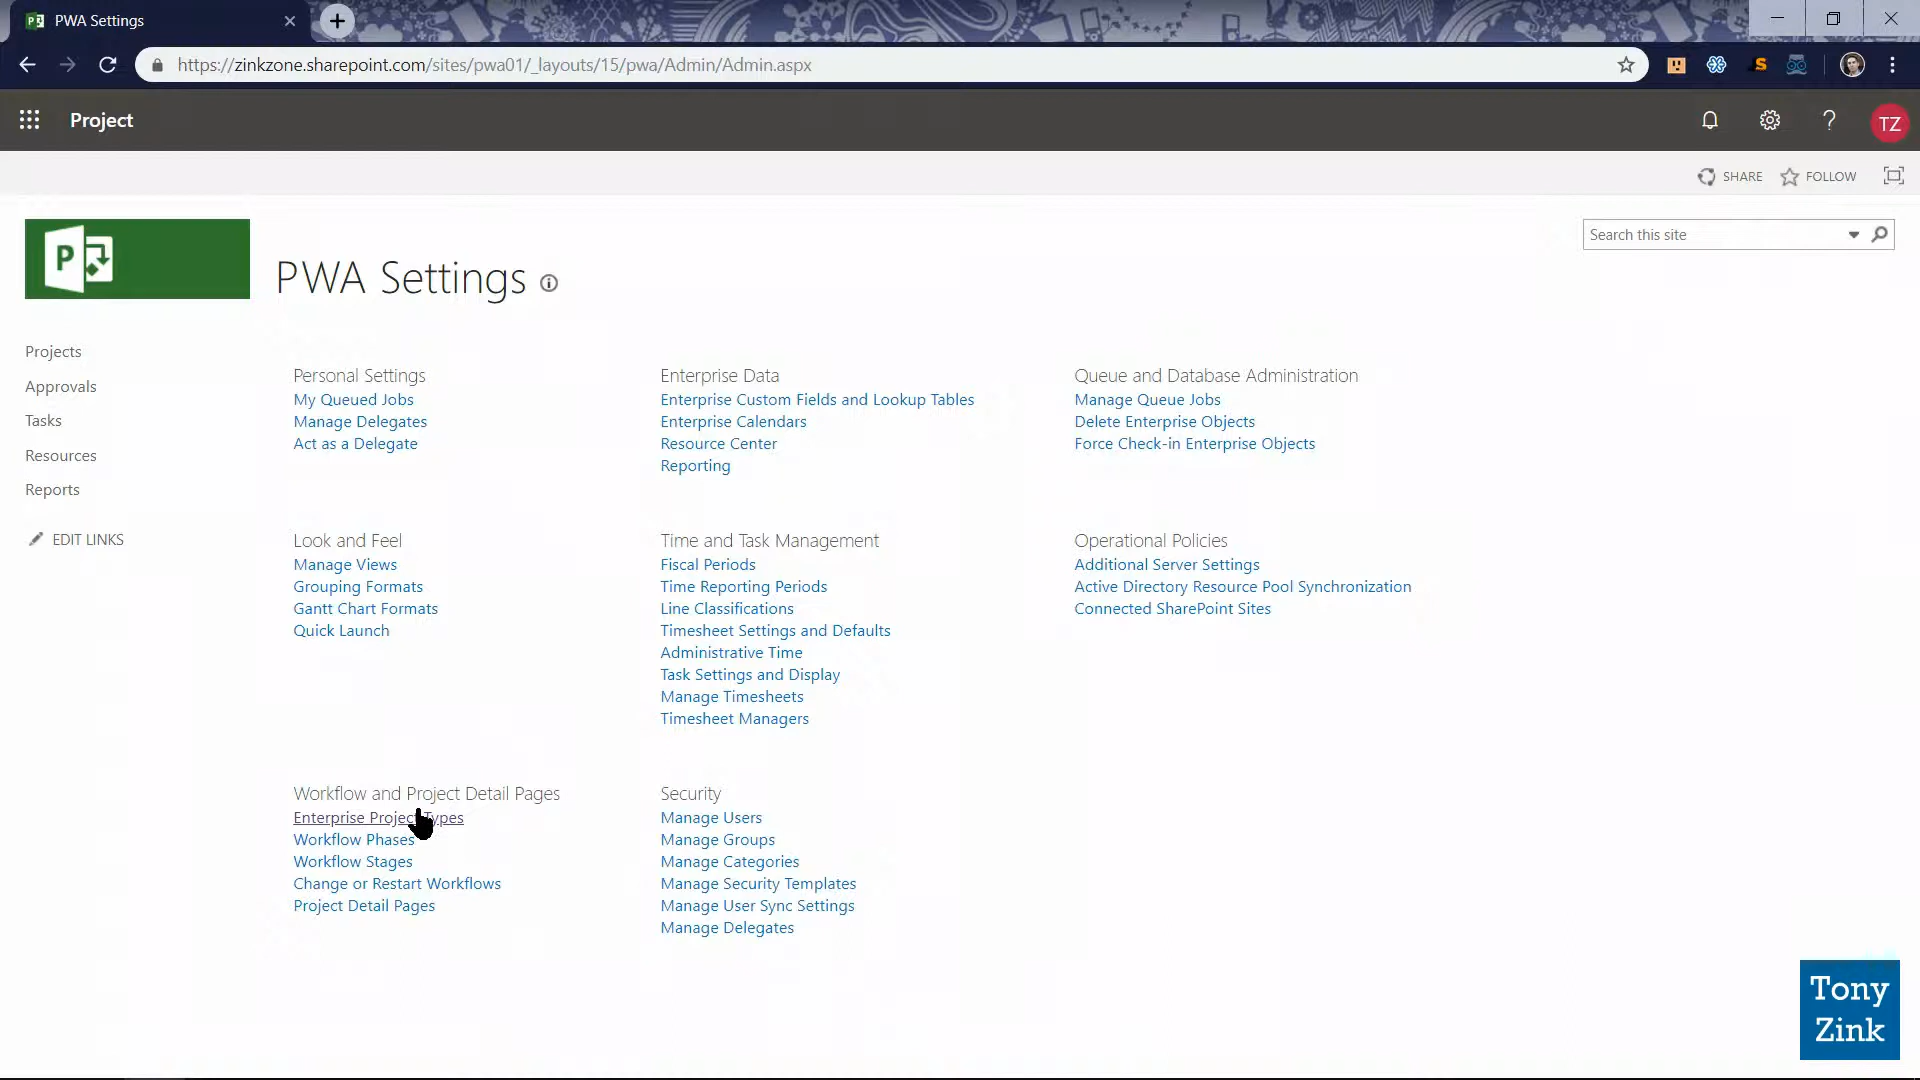 PWA Settings
https://zinkzone.sharepoint.com/sites/pwa01/_layouts/15/pwa/Admin/Admin.aspx
S
Project
?
TZ
SHARE
FOLLOW
P
PWA Settings
Search this site
Projects
Approvals
Tasks
Resources
Reports
EDIT LINKS
Personal Settings
My Queued Jobs
Manage Delegates
Act as a Delegate
Enterprise Data
Enterprise Custom Fields and Lookup Tables
Enterprise Calendars
Resource Center
Reporting
Queue and Database Administration
Manage Queue Jobs
Delete Enterprise Objects
Force Check-in Enterprise Objects
Look and Feel
Manage Views
Grouping Formats
Gantt Chart Formats
Quick Launch
Time and Task Management
Fiscal Periods
Time Reporting Periods
Line Classifications
Timesheet Settings and Defaults
Administrative Time
Task Settings and Display
Manage Timesheets
Timesheet Managers
Operational Policies
Additional Server Settings
Active Directory Resource Pool Synchronization
Connected SharePoint Sites
Workflow and Project Detail Pages
Enterprise Project Types
Workflow Phases
Workflow Stages
Change or Restart Workflows
Project Detail Pages
Security
Manage Users
Manage Groups
Manage Categories
Manage Security Templates
Manage User Sync Settings
Manage Delegates
Tony
Zink